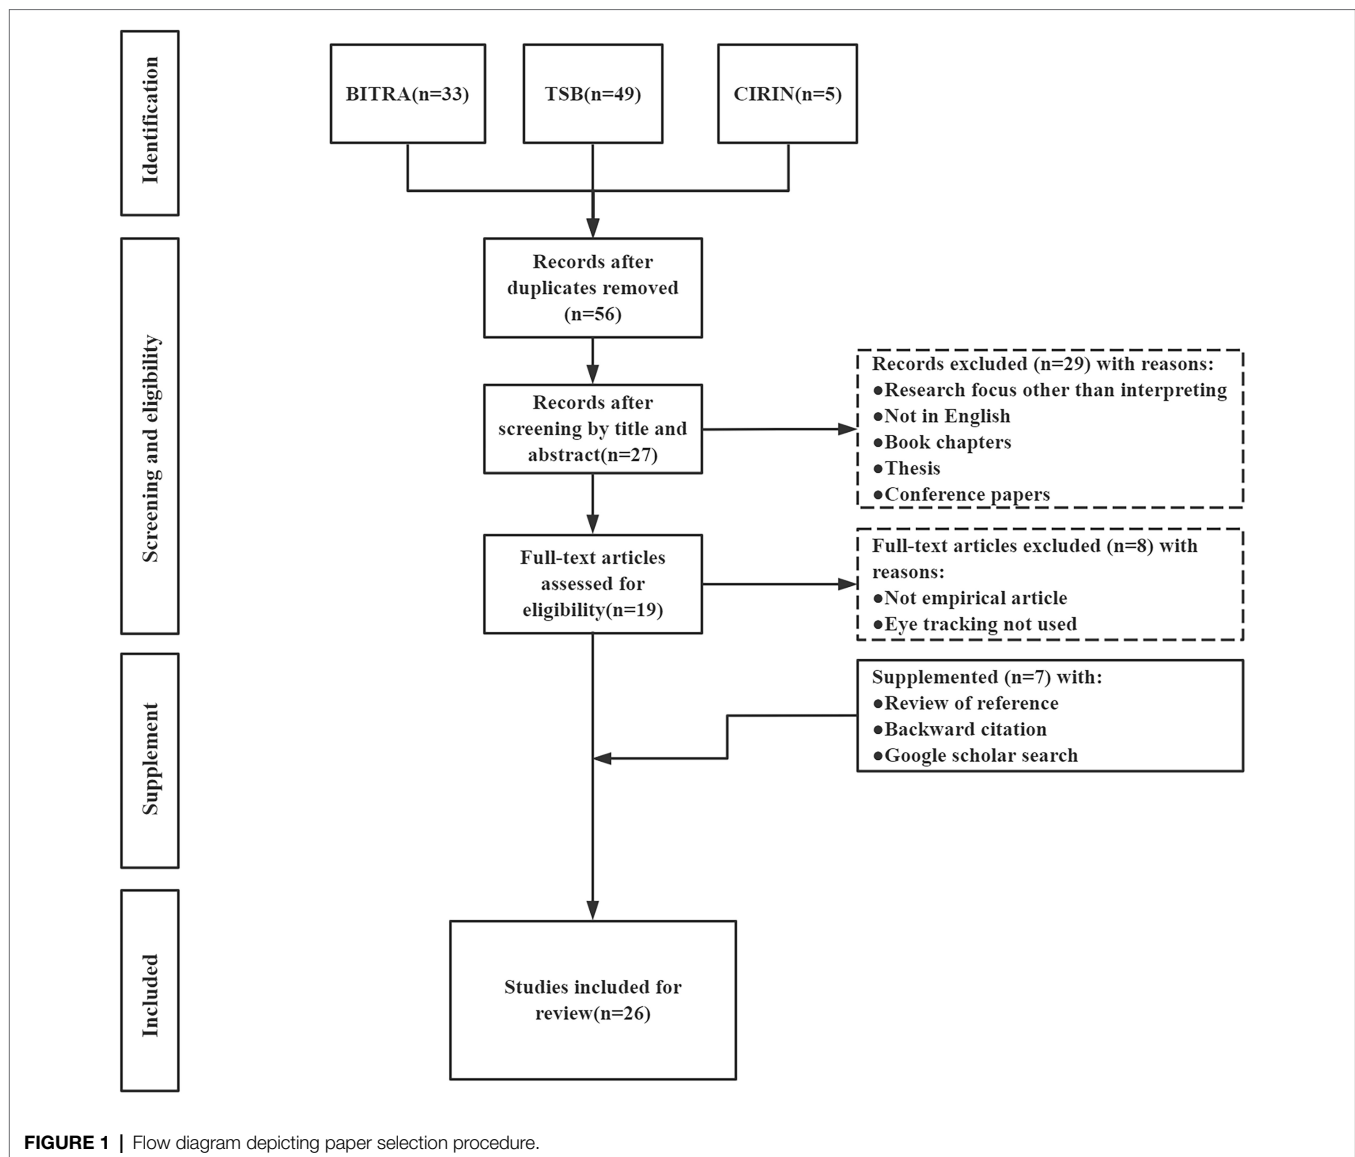 Identification
BITRA(n=33)
TSB(n=49)
CIRIN(n=5)
Screening and eligibility
Records after
duplicates removed
(n=56)
Records after
screening by title and
abstract(n=27)
Records excluded (n=29) with reasons:
●Research focus other than interpreting
●Not in English
●Book chapters
●Thesis
●Conference papers
Full-text articles
assessed for
eligibility(n=19)
Full-text articles excluded (n=8) with
reasons:
●Not empirical article
●Eye tracking not used
Supplement
Supplemented (n=7) with:
●Review of reference
●Backward citation
●Google scholar search
Included
Studies included for
review(n=26)
FIGURE 1 | Flow diagram depicting paper selection procedure.